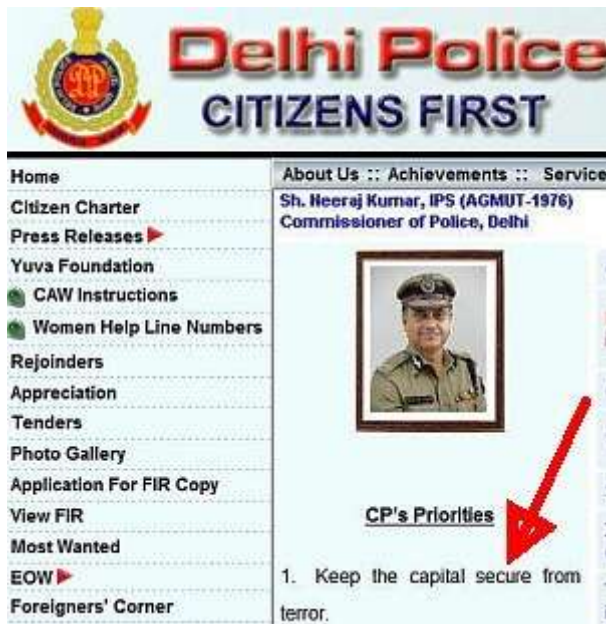 Delhi Police
CITIZENS FIRST
Home
Citizen Charter
Press Releases
Yuva Foundation
CAW Instructions
Women Help Line Numbers
Rejoinders
Appreciation
Tenders
Photo Gallery
Application For FIR Copy
View FIR
Most Wanted
EOW
Foreigners' Corner
About Us :: Achievements :: Service
Sh. Neeraj Kumar, IPS (AGMUT-1976)
Commissioner of Police, Delhi
CP's Priorities
1. Keep the capital secure from
terror.